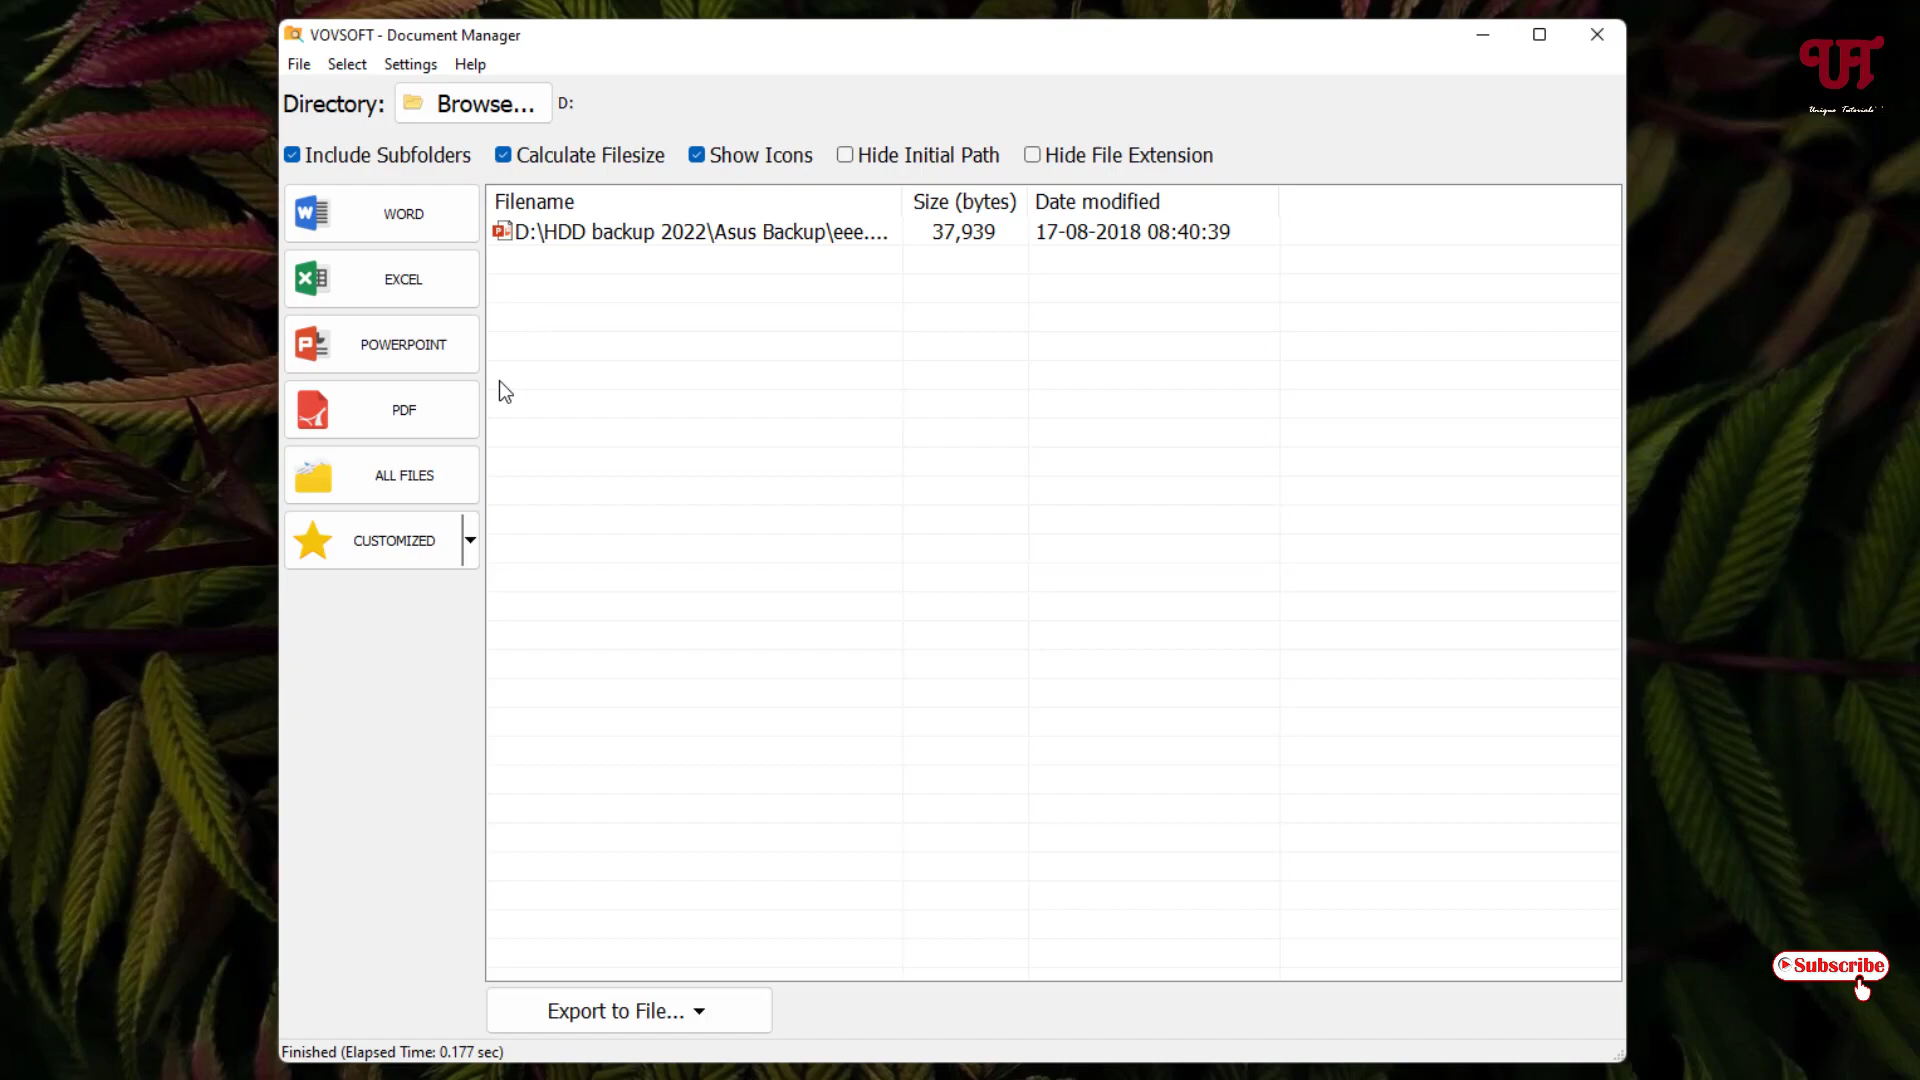 VOVSOFT - Document Manager
File Select Settings Help
Directory: Browse... D:
Include Subfolders Calculate Filesize Show Icons Hide Initial Path Hide File Extension
WORD
EXCEL
POWERPOINT
PDF
ALL FILES
CUSTOMIZED
Filename Size (bytes) Date modified
D:\HDD backup 2022\Asus Backup\eee.... 37,939 17-08-2018 08:40:39
Export to File...
Finished (Elapsed Time: 0.177 sec)
UT
Unique Tutorials
Subscribe